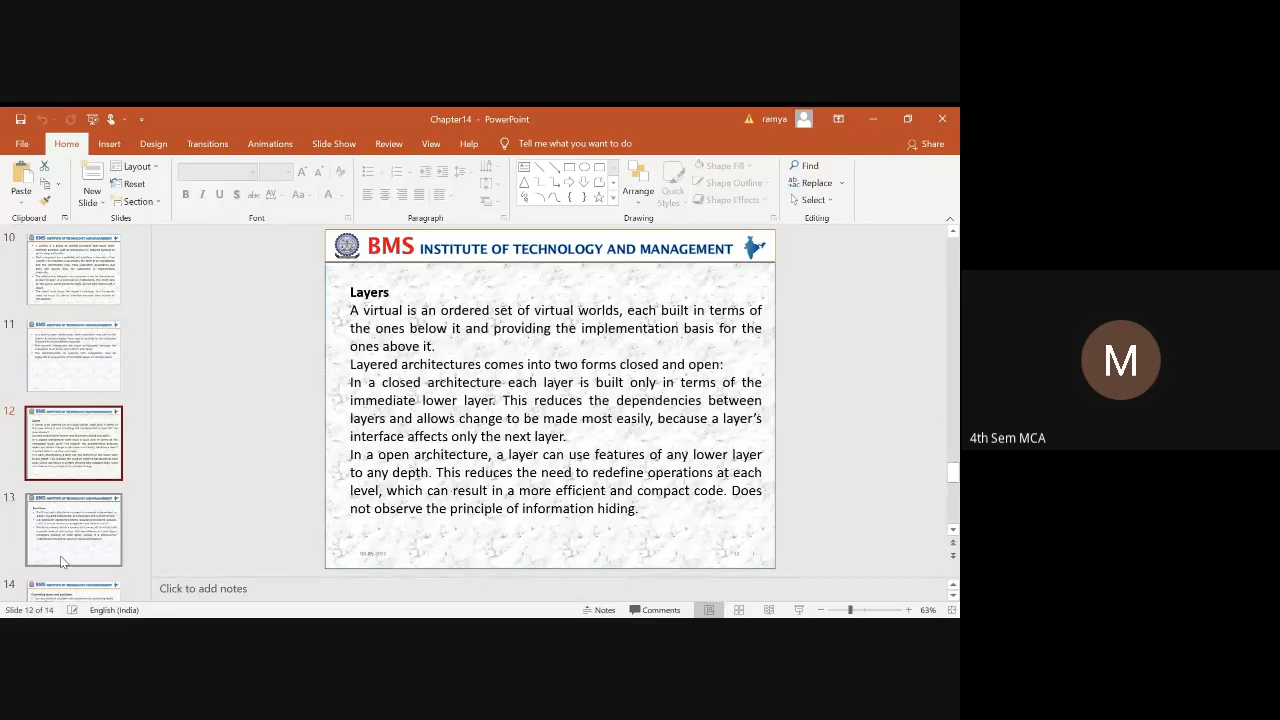 Chapter14 - PowerPoint
ramya
File Home Insert Design Transitions Animations Slide Show Review View Help Tell me what you want to do Share
Paste
Clipboard
New
Slide
Layout
Reset
Section
Slides
B I U S abc AV Aa A
Font
Paragraph
Arrange
Quick
Styles
Shape Fill
Shape Outline
Shape Effects
Drawing
Find
Replace
Select
Editing
10
11
12
13
14
BMS INSTITUTE OF TECHNOLOGY AND MANAGEMENT
Layers
A virtual is an ordered set of virtual worlds, each built in terms of
the ones below it and providing the implementation basis for the
ones above it.
Layered architectures comes into two forms closed and open:
In a closed architecture each layer is built only in terms of the
immediate lower layer. This reduces the dependencies between
layers and allows change to be made most easily, because a layer's
interface affects only the next layer.
In a open architecture, a layer can use features of any lower layer
to any depth. This reduces the need to redefine operations at each
level, which can result in a more efficient and compact code. Does
not observe the principle of information hiding.
12
Click to add notes
Slide 12 of 14 English (India) Notes Comments 63%
M
4th Sem MCA